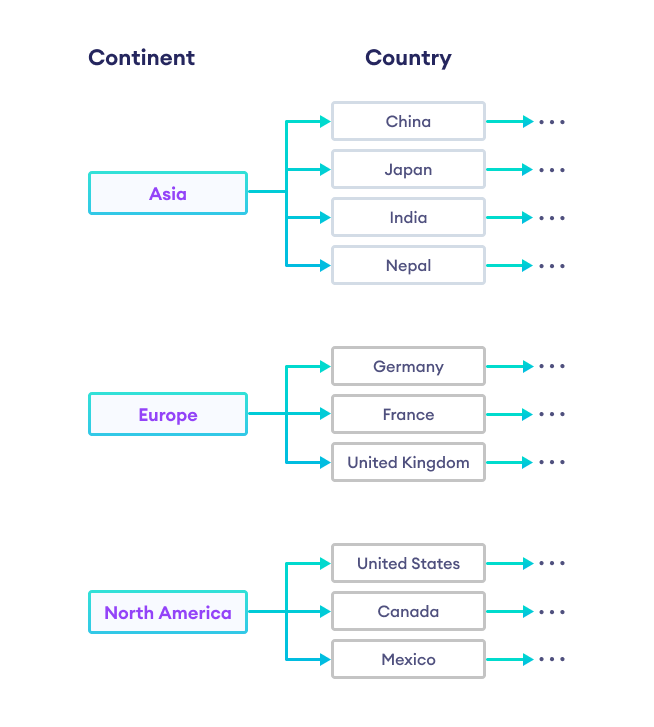 Continent
Country
Asia
China
...
Japan
...
India
...
Nepal
...
Europe
Germany
...
France
...
United Kingdom
...
North America
United States
...
Canada
...
Mexico
...